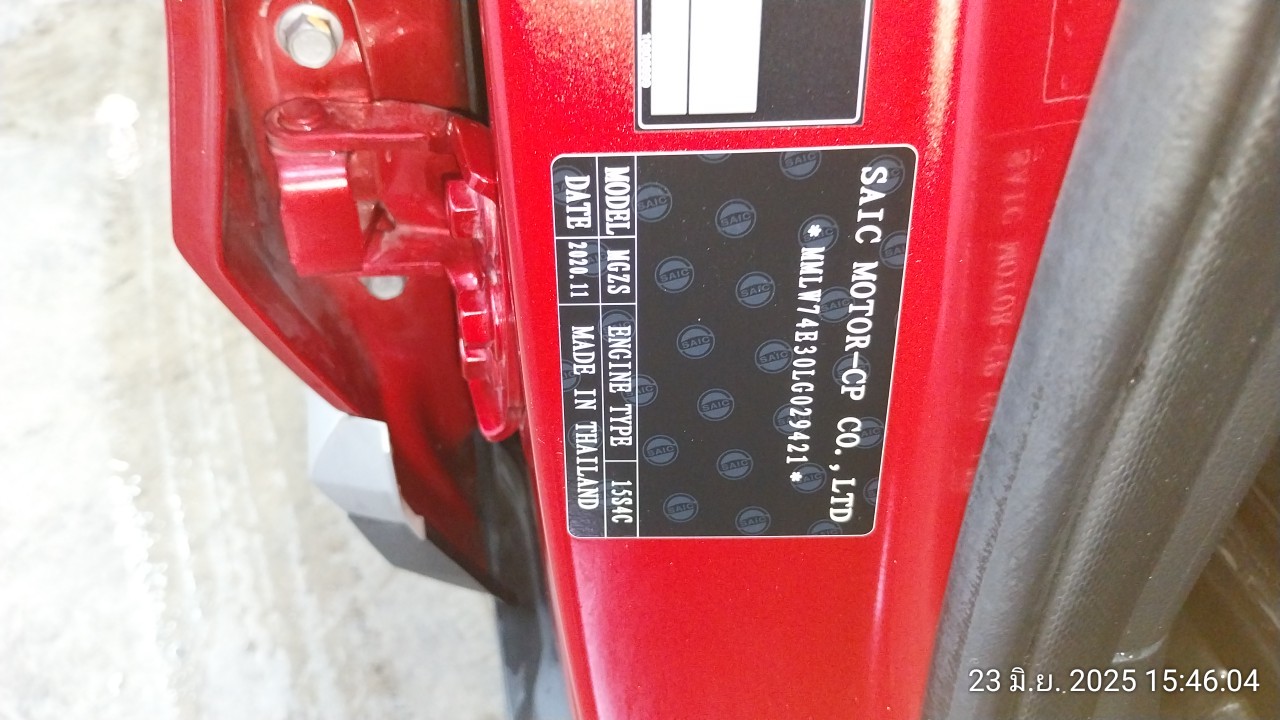 SAIC MOTOR-CP CO.,LTD
*MMLW74E30LG029421*
MODEL MGZS ENGINE TYPE 15S4C
DATE 2020.11 MADE IN THAILAND
23 มิ.ย. 2025 15:46:04